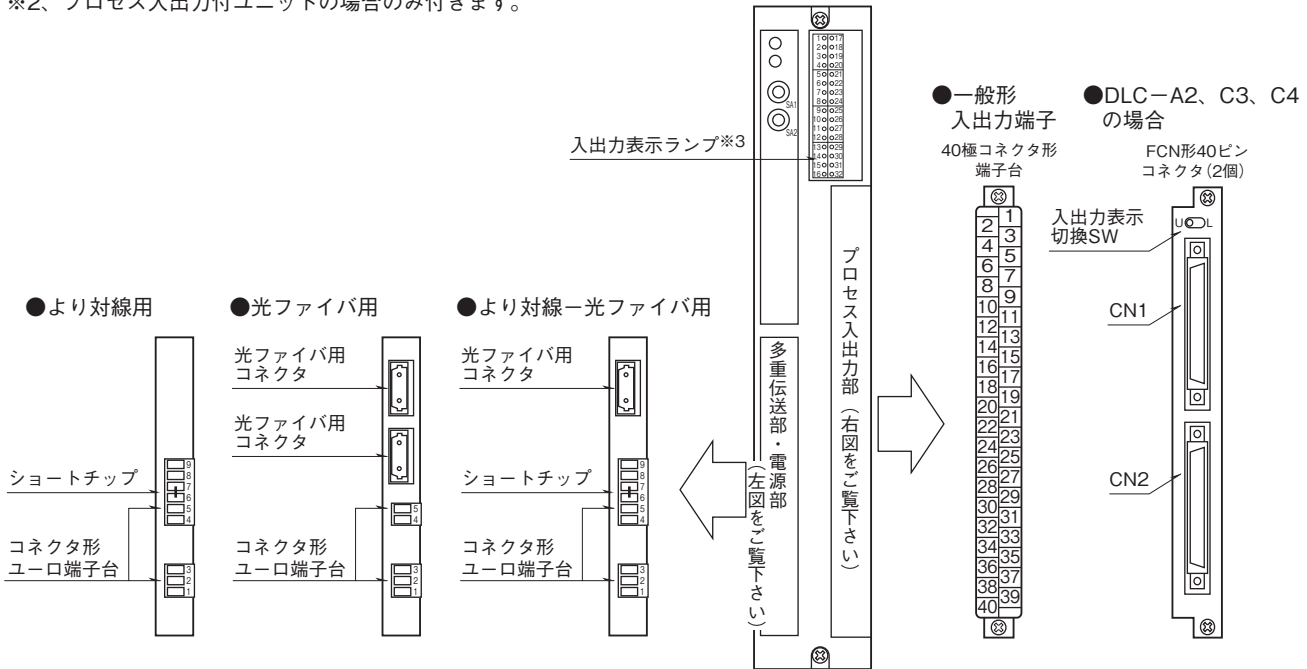 ※2、プロセス入出力付ユニットの場合のみ付きます。
1 17
2 18
3 19
4 20
5 21
6 22
7 23
8 24
9 25
10 26
11 27
12 28
13 29
14 30
15 31
16 32
SA1
SA2
入出力表示ランプ※3
プロセス入出力部（右図をご覧下さい）
多重伝送部・電源部
（左図をご覧下さい）
●より対線用
ショートチップ
コネクタ形
ユーロ端子台
9
8
7
6
5
4
3
2
1
●光ファイバ用
光ファイバ用
コネクタ
光ファイバ用
コネクタ
コネクタ形
ユーロ端子台
5
4
3
2
1
●より対線－光ファイバ用
光ファイバ用
コネクタ
ショートチップ
コネクタ形
ユーロ端子台
9
8
7
6
5
4
3
2
1
●一般形
入出力端子
40極コネクタ形
端子台
1
2
3
4
5
6
7
8
9
10
11
12
13
14
15
16
17
18
19
20
21
22
23
24
25
26
27
28
29
30
31
32
33
34
35
36
37
38
39
40
●DLC－A2、C3、C4
の場合
FCN形40ピン
コネクタ（2個）
入出力表示
切換SW
U L
CN1
CN2